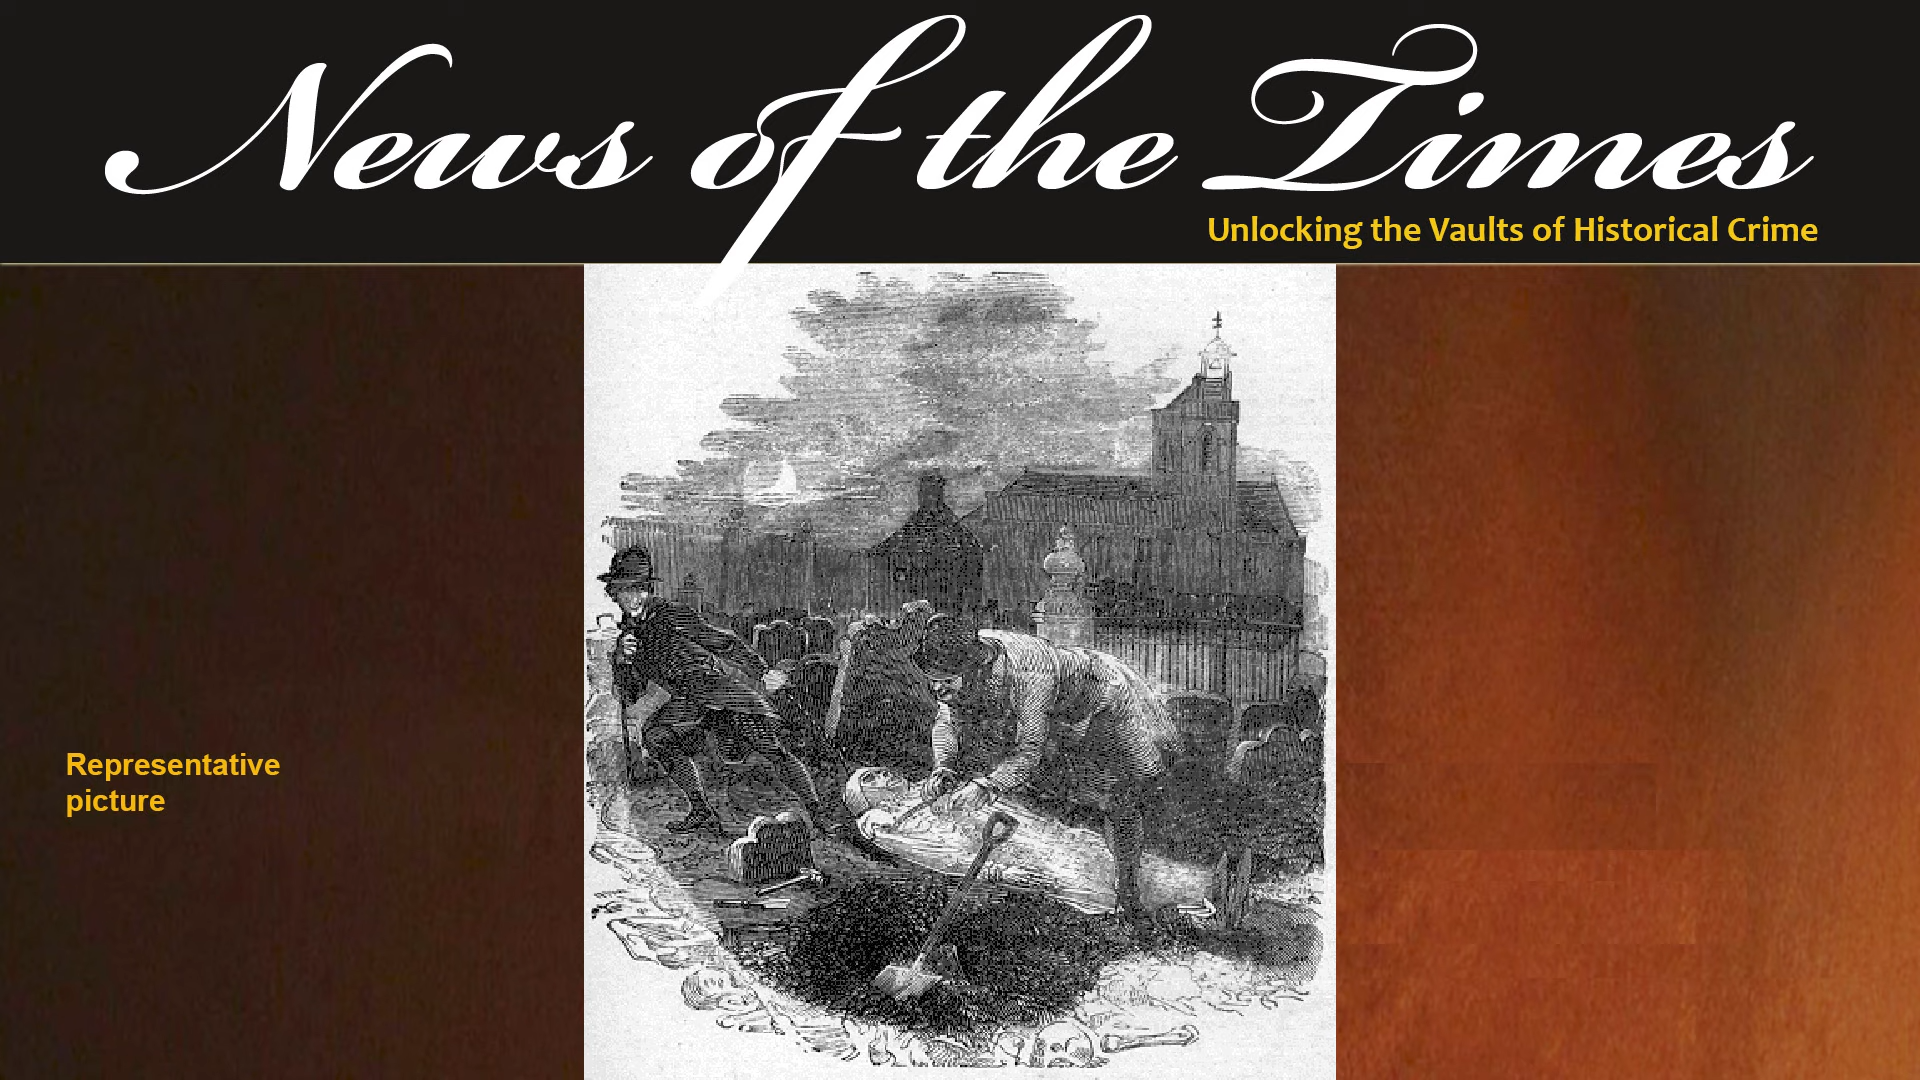 News of the Times
Unlocking the Vaults of Historical Crime
Representative
picture